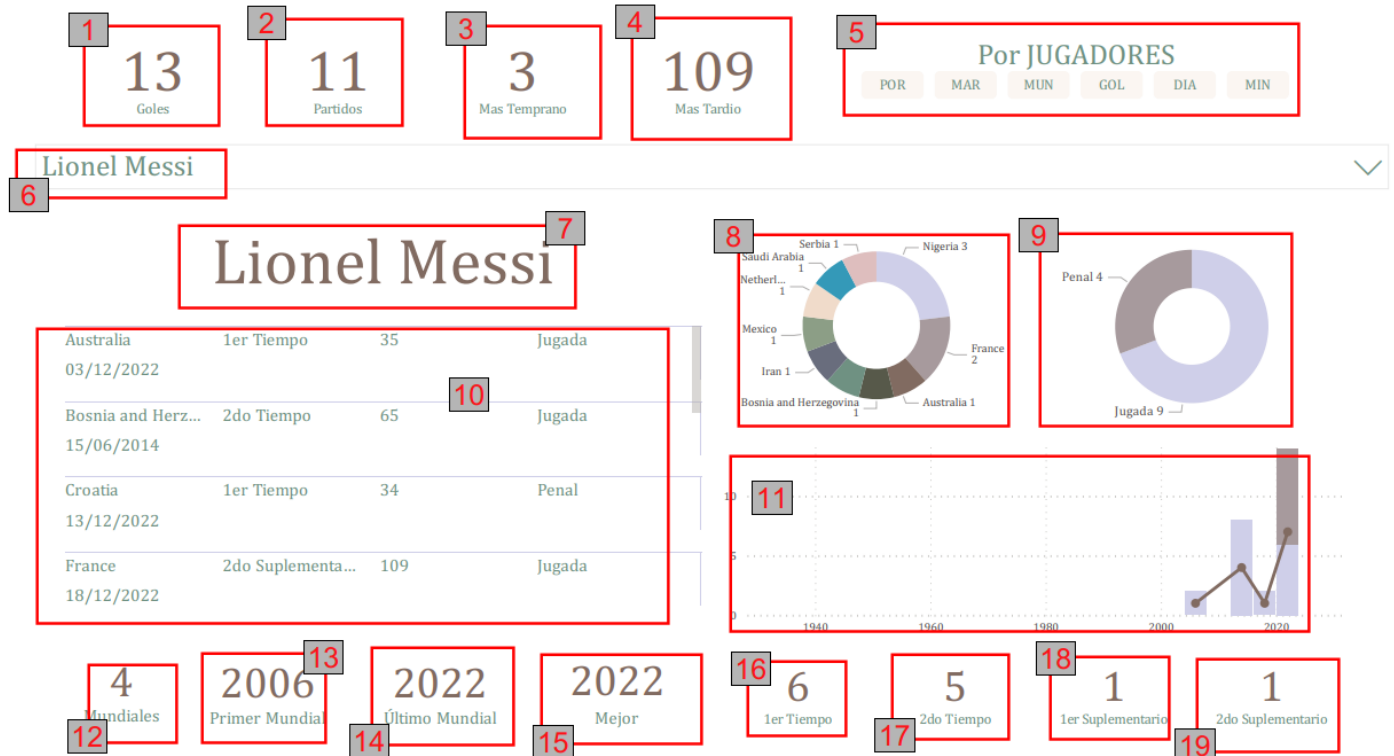 1
13
Goles
2
11
Partidos
3
3
Mas Temprano
4
109
Mas Tardio
5
Por JUGADORES
POR MAR MUN GOL DIA MIN
6
Lionel Messi
7
Lionel Messi
8
Serbia 1
Nigeria 3
Saudi Arabia
1
Netherl...
1
Mexico
1
Iran 1
Bosnia and Herzegovina
1
Australia 1
France
2
9
Penal 4
Jugada 9
10
Australia 1er Tiempo 35 Jugada
03/12/2022
Bosnia and Herz... 2do Tiempo 65 Jugada
15/06/2014
Croatia 1er Tiempo 34 Penal
13/12/2022
France 2do Suplementa... 109 Jugada
18/12/2022
11
10
5
0
1940 1960 1980 2000 2020
12
4
Mundiales
13
2006
Primer Mundial
14
2022
Último Mundial
15
2022
Mejor
16
6
1er Tiempo
17
5
2do Tiempo
18
1
1er Suplementario
19
1
2do Suplementario